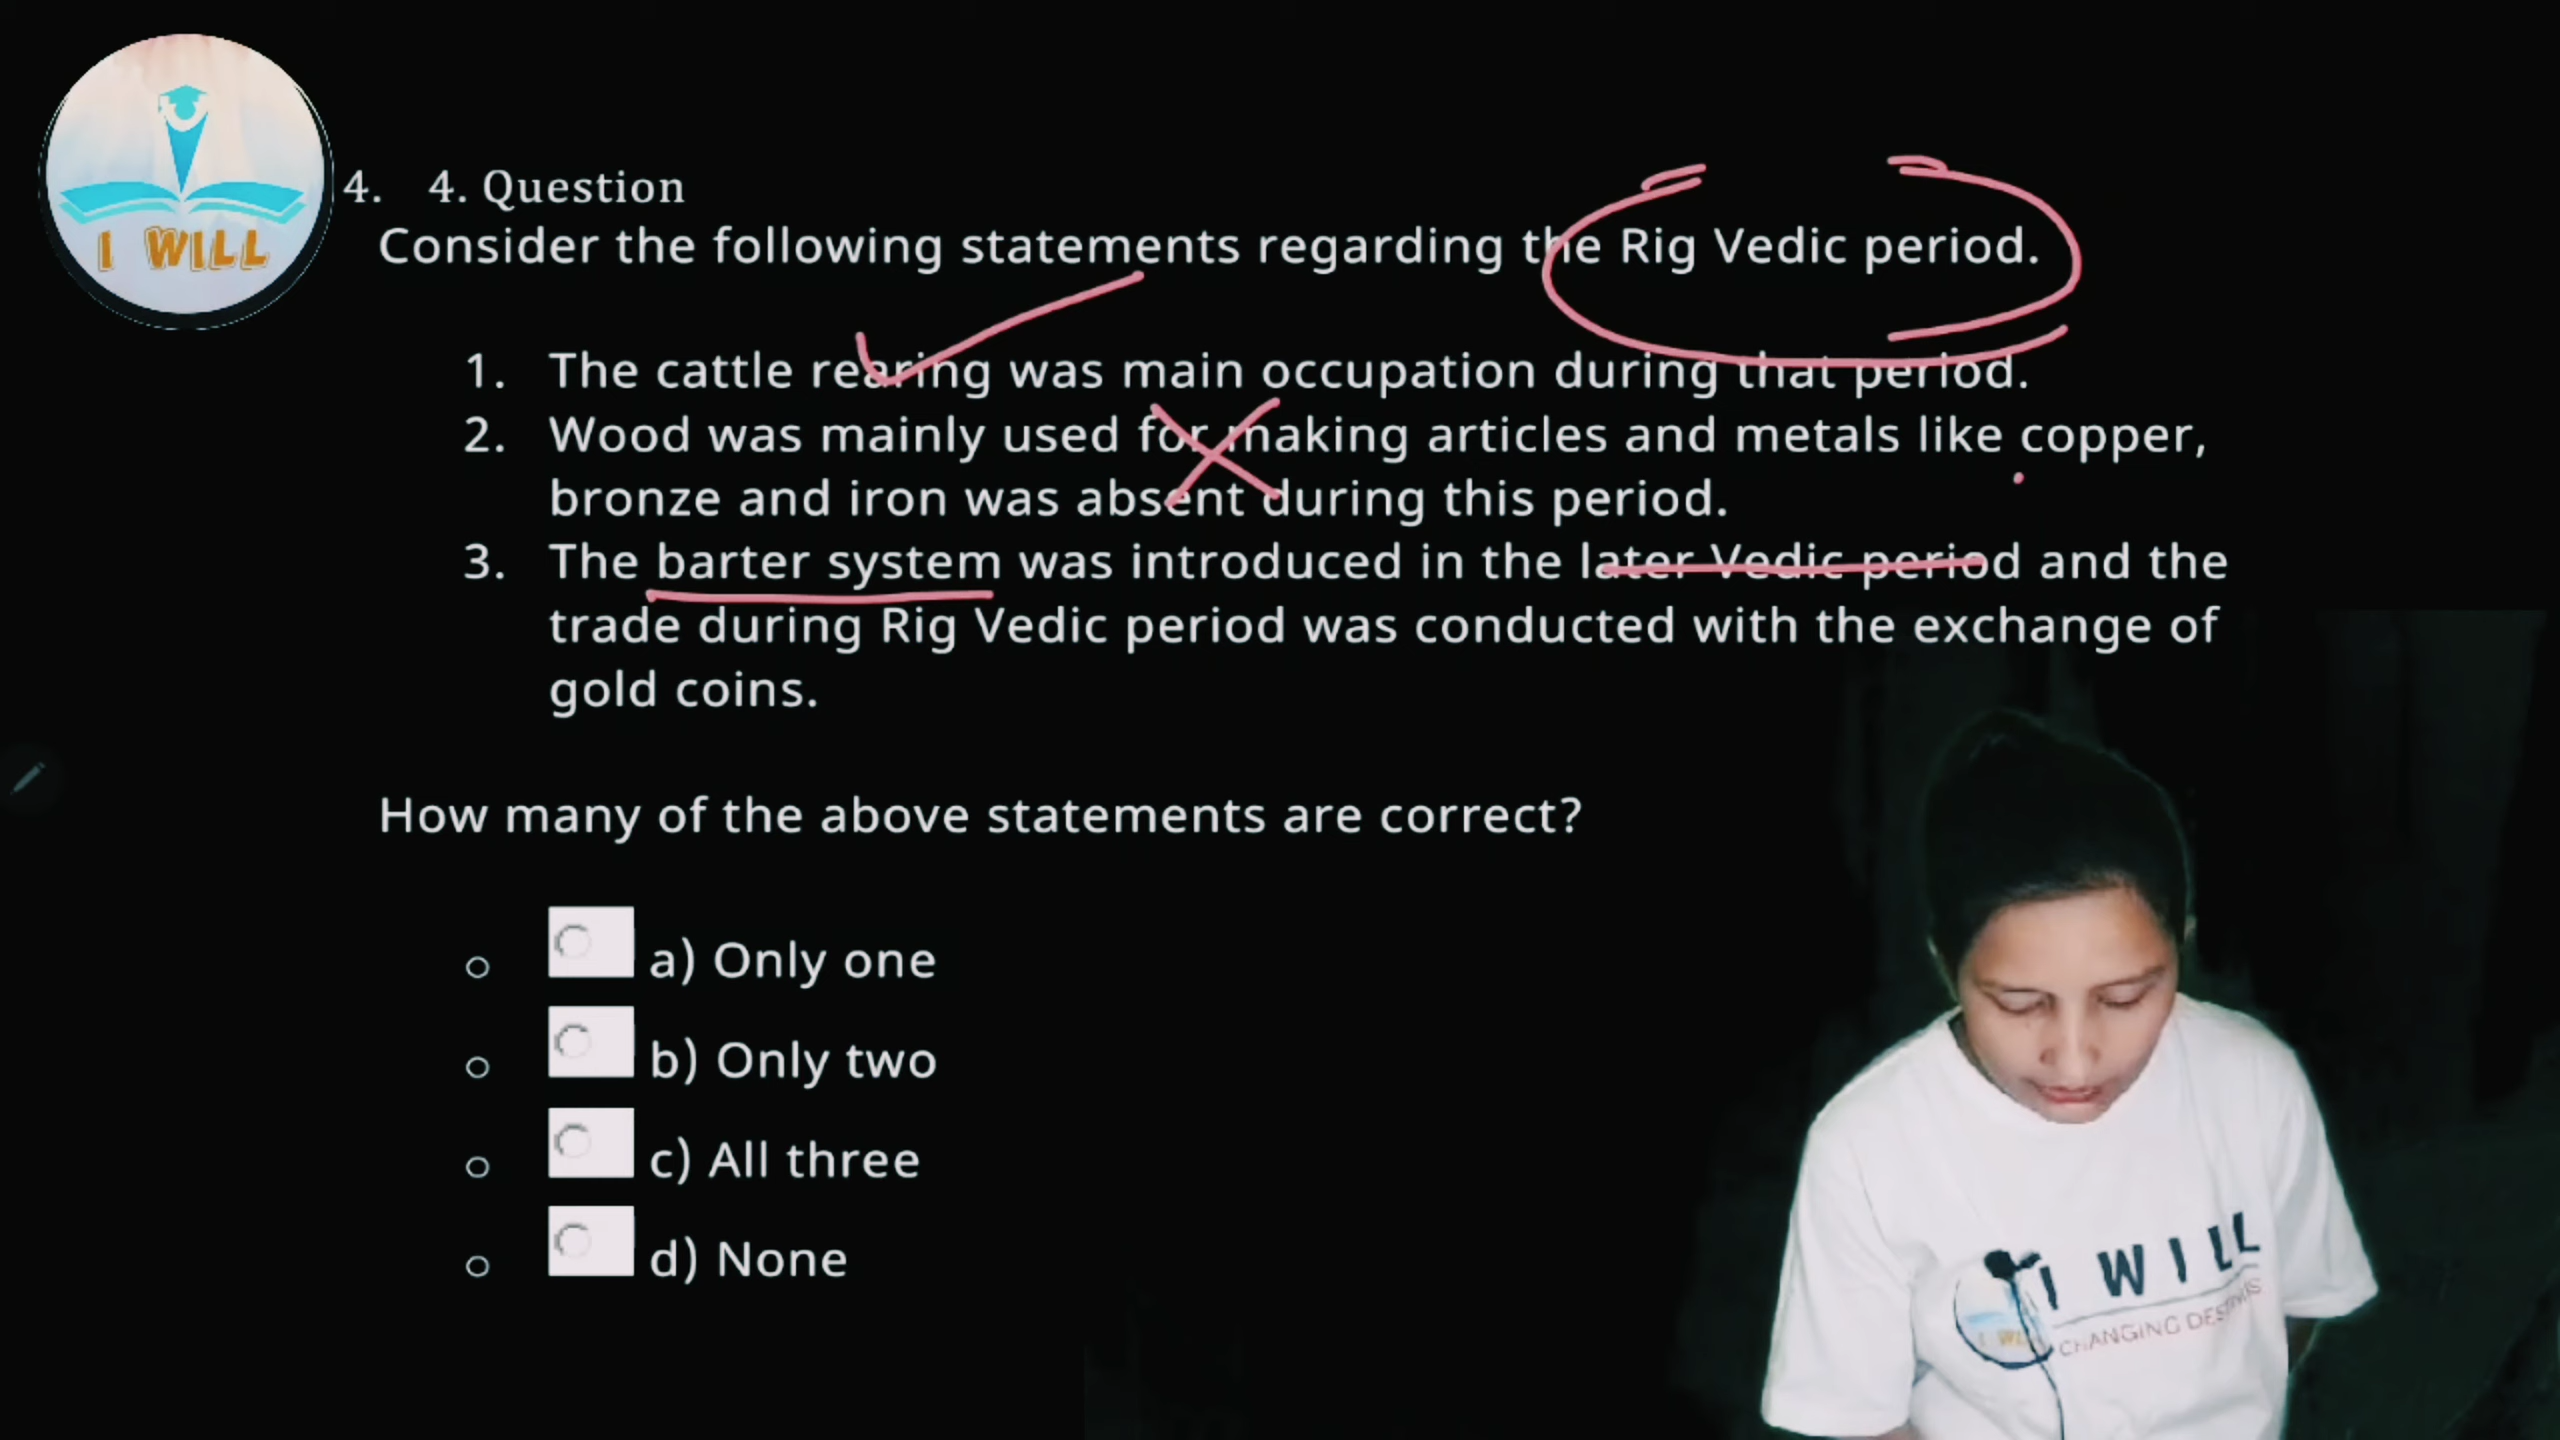 I WILL
4. 4. Question
Consider the following statements regarding the Rig Vedic period.
1. The cattle rearing was main occupation during that period.
2. Wood was mainly used for making articles and metals like copper,
bronze and iron was absent during this period.
3. The barter system was introduced in the later Vedic period and the
trade during Rig Vedic period was conducted with the exchange of
gold coins.
How many of the above statements are correct?
a) Only one
b) Only two
c) All three
d) None
I WILL
CHANGING